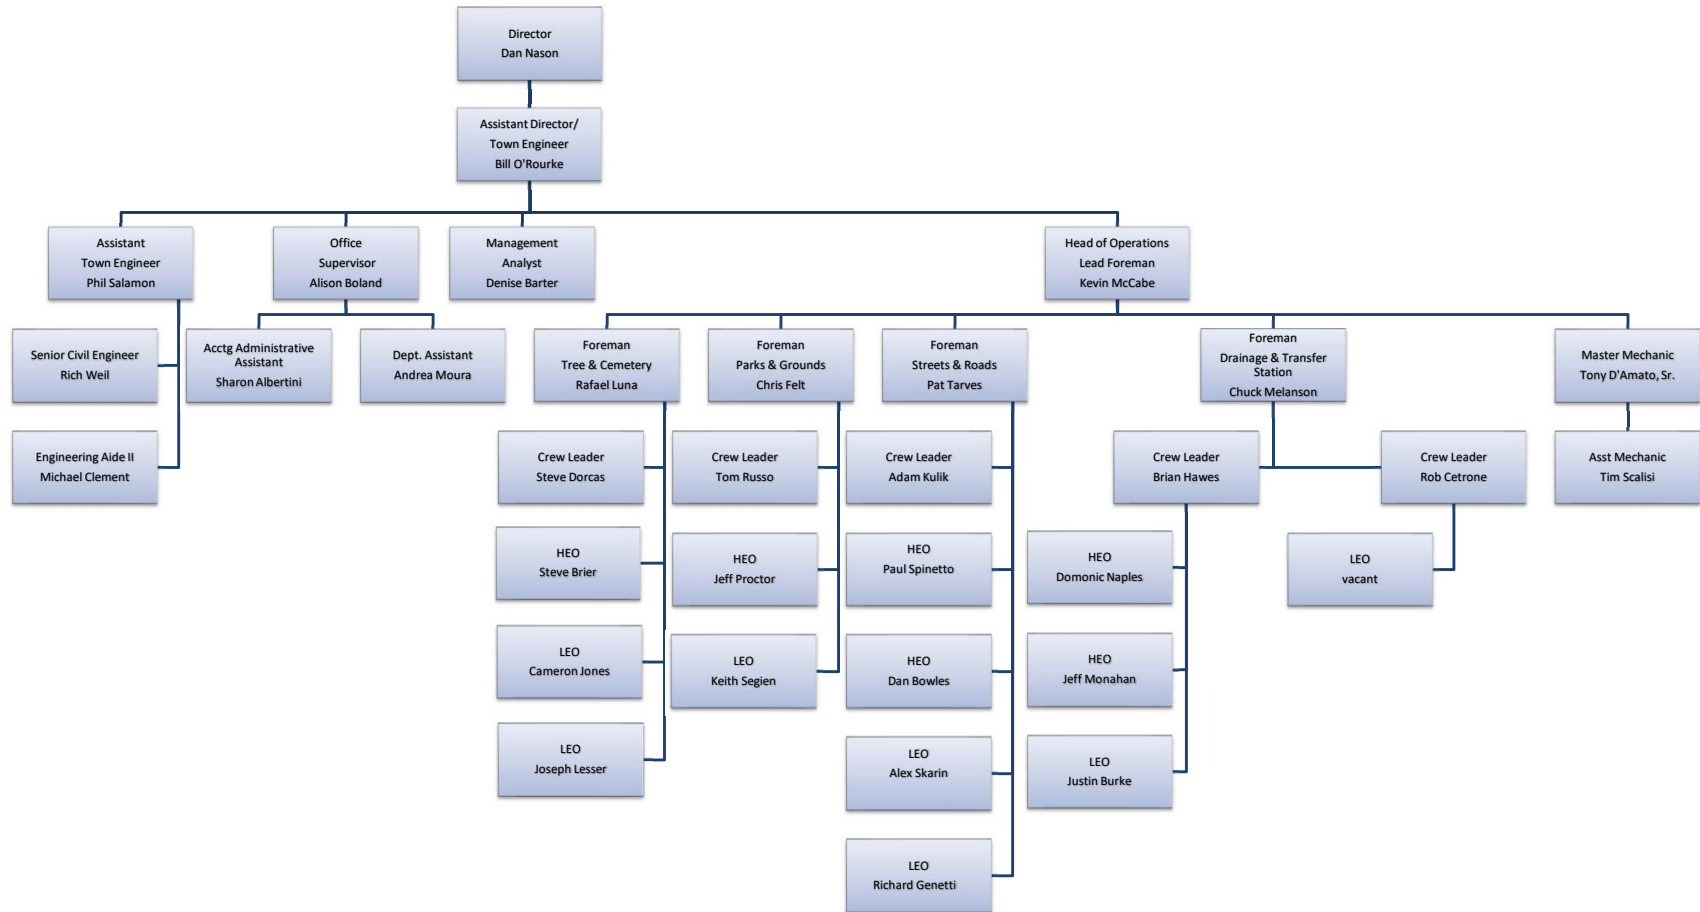 Director
Dan Nason
Assistant Director/
Town Engineer
Bill O'Rourke
Assistant
Town Engineer
Phil Salamon
Office
Supervisor
Alison Boland
Management
Analyst
Denise Barter
Head of Operations
Lead Foreman
Kevin McCabe
Senior Civil Engineer
Rich Weil
Acctg Administrative
Assistant
Sharon Albertini
Dept. Assistant
Andrea Moura
Foreman
Tree & Cemetery
Rafael Luna
Foreman
Parks & Grounds
Chris Felt
Foreman
Streets & Roads
Pat Tarves
Foreman
Drainage & Transfer
Station
Chuck Melanson
Master Mechanic
Tony D'Amato, Sr.
Engineering Aide II
Michael Clement
Crew Leader
Steve Dorcas
Crew Leader
Tom Russo
Crew Leader
Adam Kulik
Crew Leader
Brian Hawes
Crew Leader
Rob Cetrone
Asst Mechanic
Tim Scalisi
HEO
Steve Brier
HEO
Jeff Proctor
HEO
Paul Spinetto
HEO
Domonic Naples
LEO
vacant
LEO
Cameron Jones
LEO
Keith Segien
HEO
Dan Bowles
HEO
Jeff Monahan
LEO
Joseph Lesser
LEO
Alex Skarin
LEO
Justin Burke
LEO
Richard Genetti